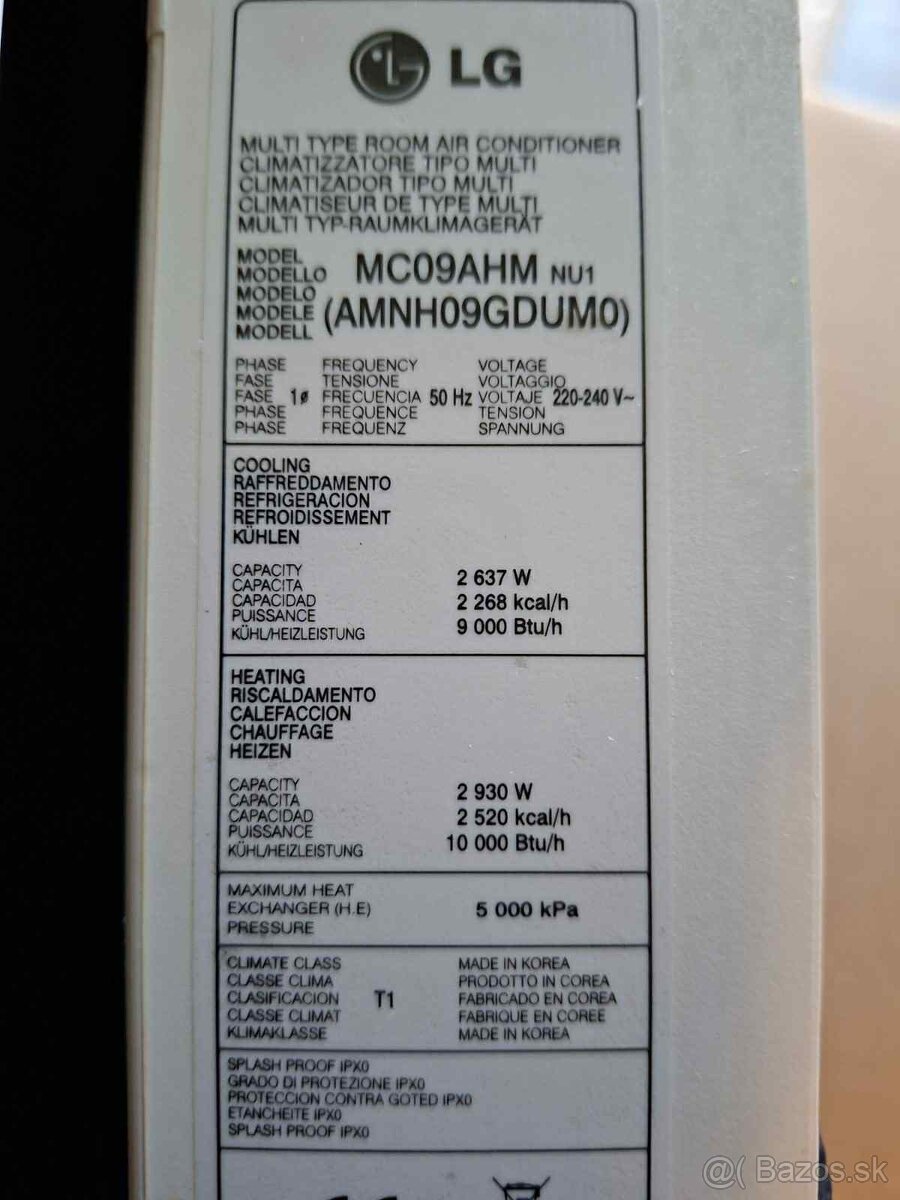 LG
MULTI TYPE ROOM AIR CONDITIONER
CLIMATIZZATORE TIPO MULTI
CLIMATIZADOR TIPO MULTI
CLIMATISEUR DE TYPE MULTI
MULTI TYP-RAUMKLIMAGERÄT
MODEL
MODELLO
MODELO
MODELE
MODELL
MC09AHM NU1
(AMNH09GDUM0)
PHASE FREQUENCY VOLTAGE
FASE TENSIONE VOLTAGGIO
FASE 1ø FRECUENCIA 50 Hz VOLTAJE 220-240 V~
PHASE FREQUENCE TENSION
PHASE FREQUENZ SPANNUNG
COOLING
RAFFREDDAMENTO
REFRIGERACION
REFROIDISSEMENT
KÜHLEN
CAPACITY
CAPACITA
CAPACIDAD
PUISSANCE
KÜHL/HEIZLEISTUNG
2 637 W
2 268 kcal/h
9 000 Btu/h
HEATING
RISCALDAMENTO
CALEFACCION
CHAUFFAGE
HEIZEN
CAPACITY
CAPACITA
CAPACIDAD
PUISSANCE
KÜHL/HEIZLEISTUNG
2 930 W
2 520 kcal/h
10 000 Btu/h
MAXIMUM HEAT
EXCHANGER (H.E) 5 000 kPa
PRESSURE
CLIMATE CLASS MADE IN KOREA
CLASSE CLIMA PRODOTTO IN COREA
CLASIFICACION T1 FABRICADO EN COREA
CLASSE CLIMAT FABRIQUE EN COREE
KLIMAKLASSE MADE IN KOREA
SPLASH PROOF IPX0
GRADO DI PROTEZIONE IPX0
PROTECCION CONTRA GOTED IPX0
ETANCHEITE IPX0
SPLASH PROOF IPX0
@( Bazos.sk